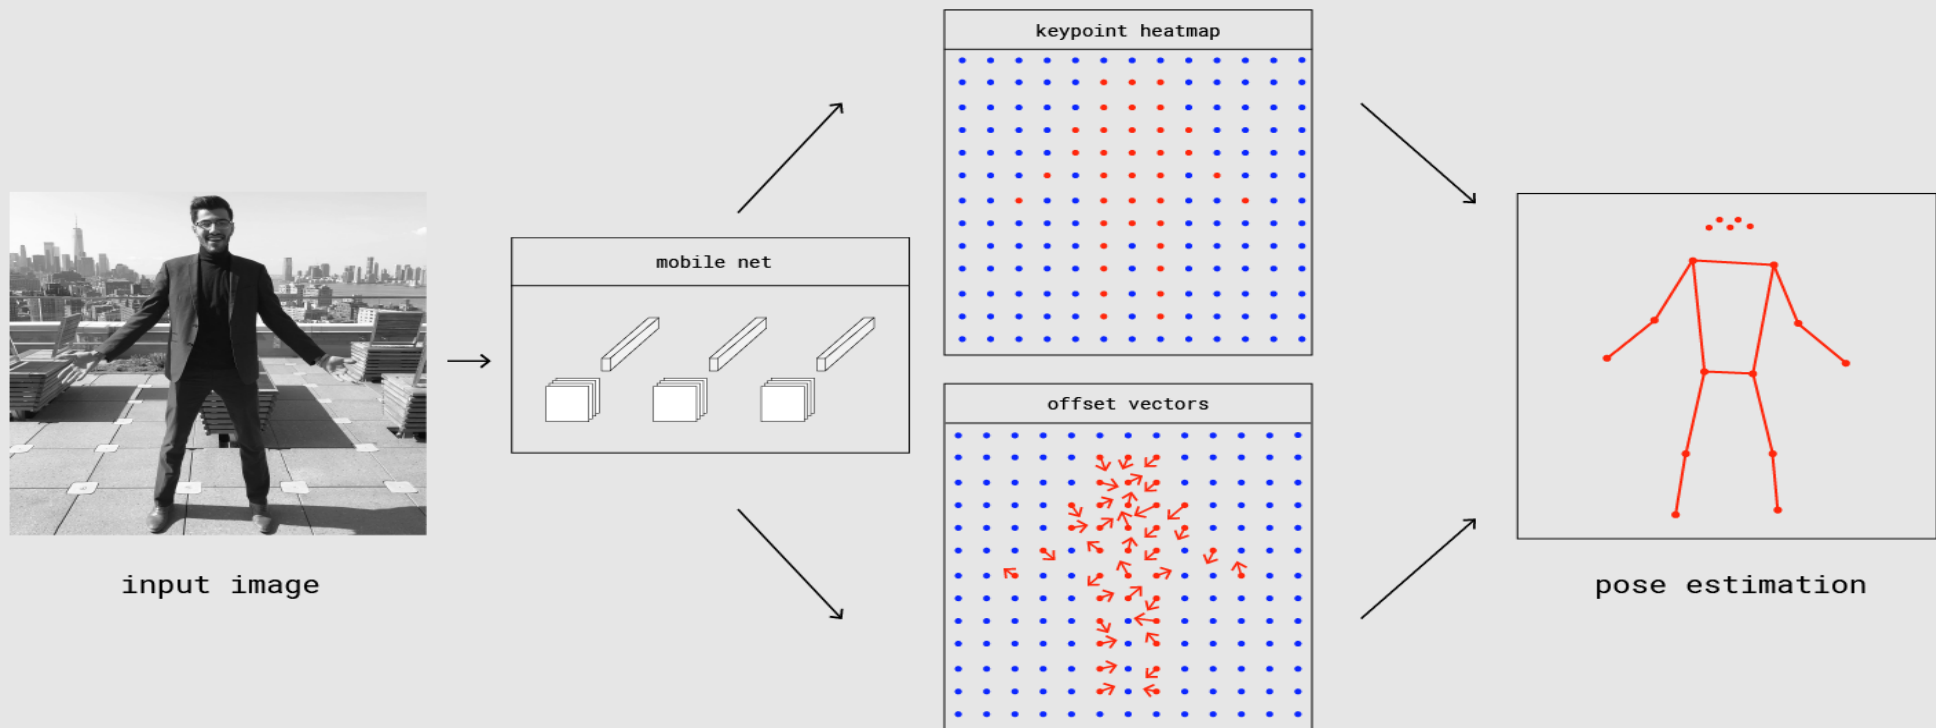 keypoint heatmap
mobile net
offset vectors
input image
pose estimation